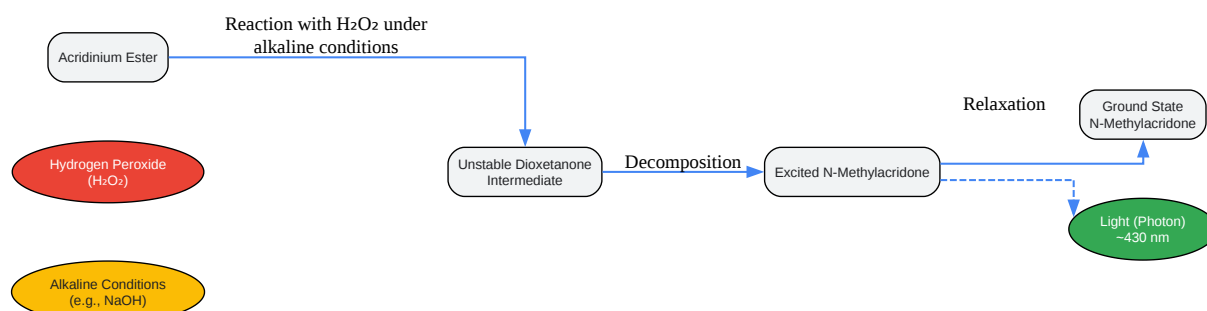 Reaction with H₂O₂ under
alkaline conditions
Acridinium Ester
Hydrogen Peroxide
(H₂O₂)
Alkaline Conditions
(e.g., NaOH)
Unstable Dioxetanone
Intermediate
Decomposition
Excited N-Methylacridone
Relaxation
Ground State
N-Methylacridone
Light (Photon)
~430 nm